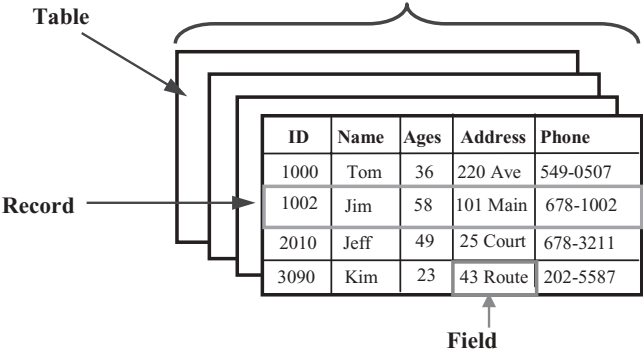 Table
ID Name Ages Address Phone
1000 Tom 36 220 Ave 549-0507
Record
1002 Jim 58 101 Main 678-1002
2010 Jeff 49 25 Court 678-3211
3090 Kim 23 43 Route 202-5587
Field